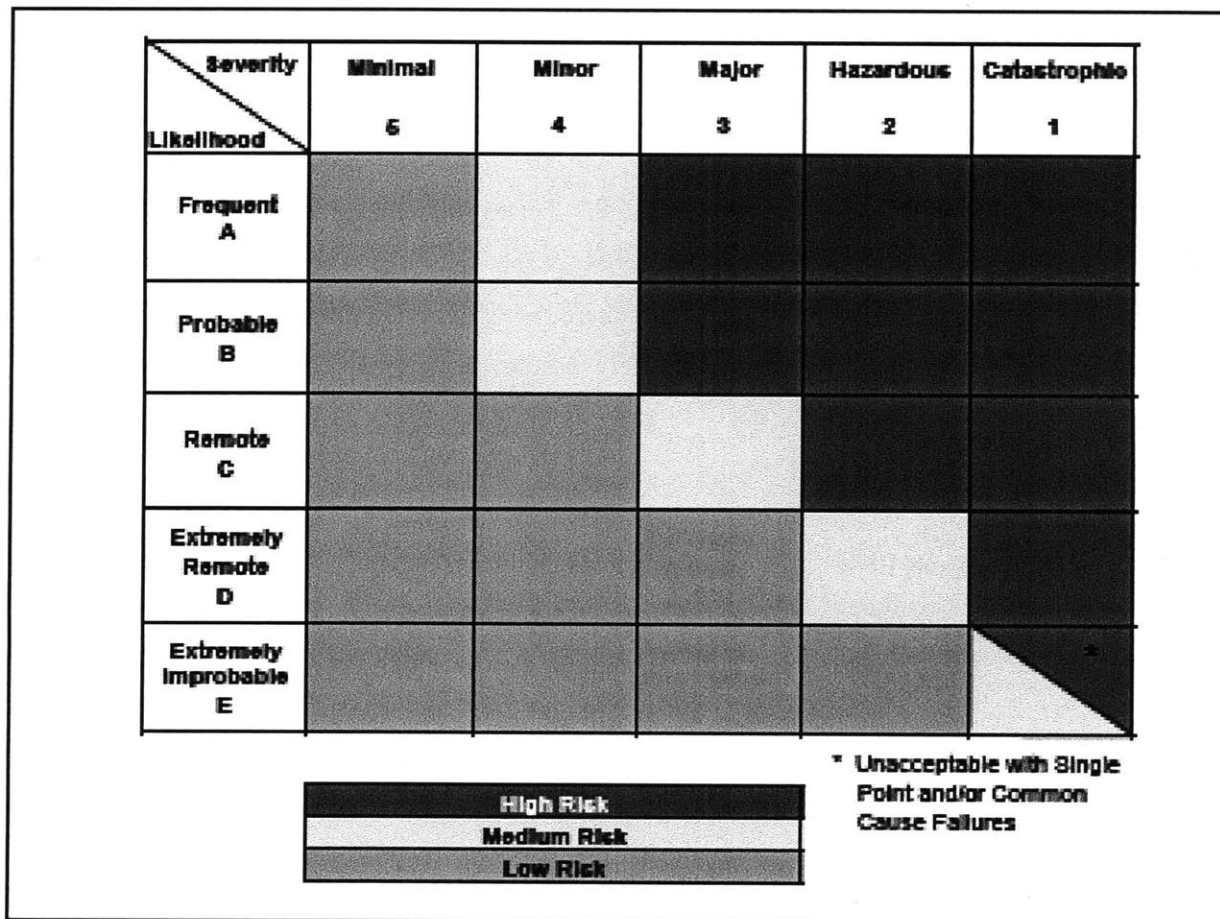 Severity
Likelihood
Minimal
5
Minor
4
Major
3
Hazardous
2
Catastrophic
1
Frequent
A
Probable
B
Remote
C
Extremely
Remote
D
Extremely
Improbable
E
*
* Unacceptable with Single
Point and/or Common
Cause Failures
High Risk
Medium Risk
Low Risk